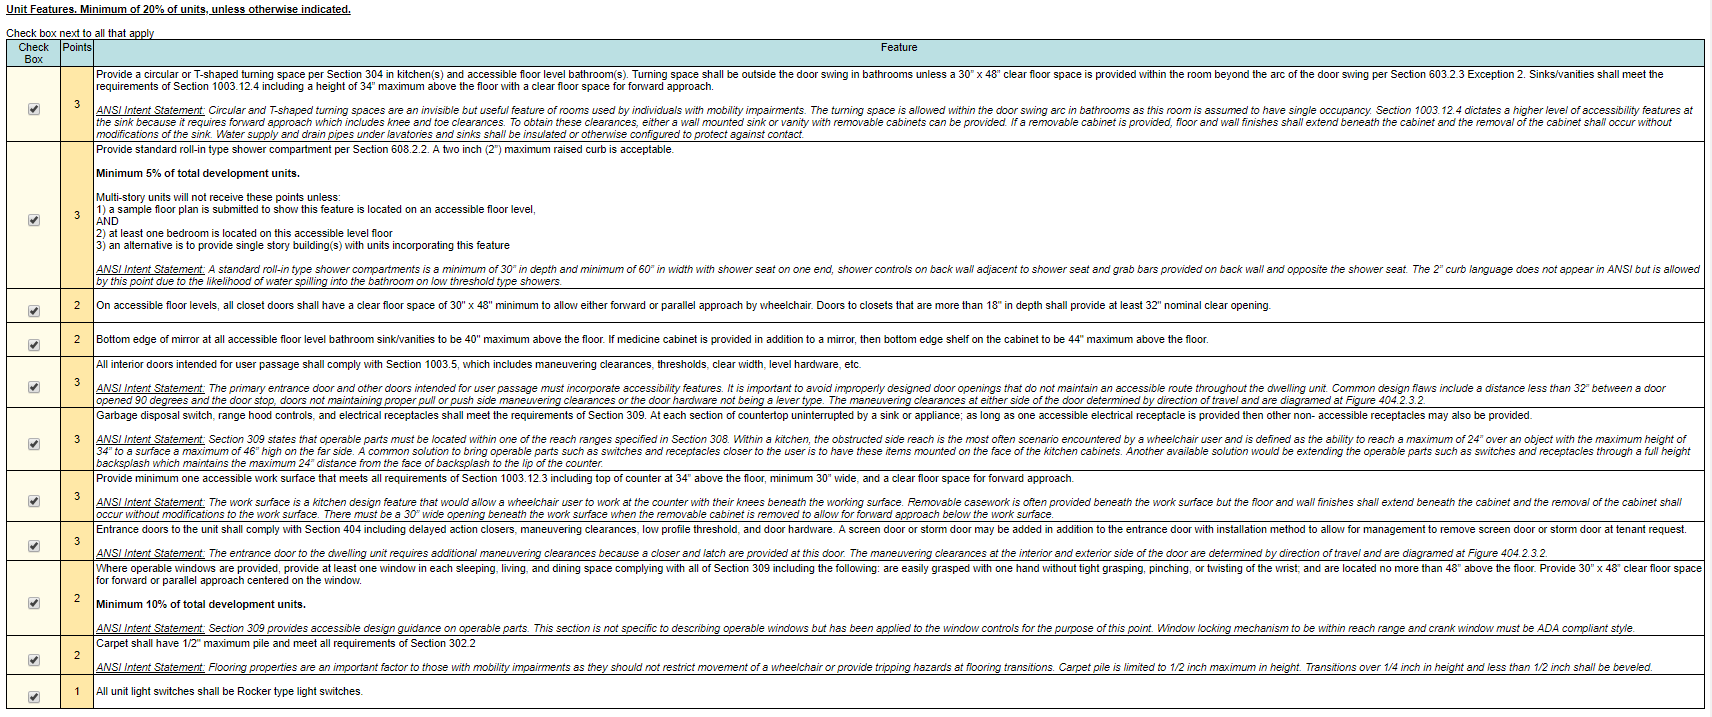 Unit Features. Minimum of 20% of units, unless otherwise indicated.
Check box next to all that apply
Check Box
Points
Feature
3
Provide a circular or T-shaped turning space per Section 304 in kitchen(s) and accessible floor level bathroom(s). Turning space shall be outside the door swing in bathrooms unless a 30" x 48" clear floor space is provided within the room beyond the arc of the door swing per Section 603.2.3 Exception 2. Sinks/vanities shall meet the
requirements of Section 1003.12.4 including a height of 34" maximum above the floor with a clear floor space for forward approach.
ANSI Intent Statement: Circular and T-shaped turning spaces are an invisible but useful feature of rooms used by individuals with mobility impairments. The turning space is allowed within the door swing arc in bathrooms as this room is assumed to have single occupancy. Section 1003.12.4 dictates a higher level of accessibility features at
the sink because it requires forward approach which includes knee and toe clearances. To obtain these clearances, either a wall mounted sink or vanity with removable cabinets can be provided. If a removable cabinet is provided, floor and wall finishes shall extend beneath the cabinet and the removal of the cabinet shall occur without
modifications of the sink. Water supply and drain pipes under lavatories and sinks shall be insulated or otherwise configured to protect against contact.
3
Provide standard roll-in type shower compartment per Section 608.2.2. A two inch (2") maximum raised curb is acceptable.
Minimum 5% of total development units.
Multi-story units will not receive these points unless:
1) a sample floor plan is submitted to show this feature is located on an accessible floor level,
AND
2) at least one bedroom is located on this accessible level floor
3) an alternative is to provide single story building(s) with units incorporating this feature
ANSI Intent Statement: A standard roll-in type shower compartments is a minimum of 30" in depth and minimum of 60" in width with shower seat on one end, shower controls on back wall adjacent to shower seat and grab bars provided on back wall and opposite the shower seat. The 2" curb language does not appear in ANSI but is allowed
by this point due to the likelihood of water spilling into the bathroom on low threshold type showers.
2
On accessible floor levels, all closet doors shall have a clear floor space of 30" x 48" minimum to allow either forward or parallel approach by wheelchair. Doors to closets that are more than 18" in depth shall provide at least 32" nominal clear opening.
2
Bottom edge of mirror at all accessible floor level bathroom sink/vanities to be 40" maximum above the floor. If medicine cabinet is provided in addition to a mirror, then bottom edge shelf on the cabinet to be 44" maximum above the floor.
3
All interior doors intended for user passage shall comply with Section 1003.5, which includes maneuvering clearances, thresholds, clear width, level hardware, etc.
ANSI Intent Statement: The primary entrance door and other doors intended for user passage must incorporate accessibility features. It is important to avoid improperly designed door openings that do not maintain an accessible route throughout the dwelling unit. Common design flaws include a distance less than 32" between a door
opened 90 degrees and the door stop, doors not maintaining proper pull or push side maneuvering clearances or the door hardware not being a lever type. The maneuvering clearances at either side of the door determined by direction of travel and are diagramed at Figure 404.2.3.2.
3
Garbage disposal switch, range hood controls, and electrical receptacles shall meet the requirements of Section 309. At each section of countertop uninterrupted by a sink or appliance; as long as one accessible electrical receptacle is provided then other non- accessible receptacles may also be provided.
ANSI Intent Statement: Section 309 states that operable parts must be located within one of the reach ranges specified in Section 308. Within a kitchen, the obstructed side reach is the most often scenario encountered by a wheelchair user and is defined as the ability to reach a maximum of 24" over an object with the maximum height of
34" to a surface a maximum of 46" high on the far side. A common solution to bring operable parts such as switches and receptacles closer to the user is to have these items mounted on the face of the kitchen cabinets. Another available solution would be extending the operable parts such as switches and receptacles through a full height
backsplash which maintains the maximum 24" distance from the face of backsplash to the lip of the counter.
3
Provide minimum one accessible work surface that meets all requirements of Section 1003.12.3 including top of counter at 34" above the floor, minimum 30" wide, and a clear floor space for forward approach.
ANSI Intent Statement: The work surface is a kitchen design feature that would allow a wheelchair user to work at the counter with their knees beneath the working surface. Removable casework is often provided beneath the work surface but the floor and wall finishes shall extend beneath the cabinet and the removal of the cabinet shall
occur without modifications to the work surface. There must be a 30" wide opening beneath the work surface when the removable cabinet is removed to allow for forward approach below the work surface.
3
Entrance doors to the unit shall comply with Section 404 including delayed action closers, maneuvering clearances, low profile threshold, and door hardware. A screen door or storm door may be added in addition to the entrance door with installation method to allow for management to remove screen door or storm door at tenant request.
ANSI Intent Statement: The entrance door to the dwelling unit requires additional maneuvering clearances because a closer and latch are provided at this door. The maneuvering clearances at the interior and exterior side of the door are determined by direction of travel and are diagramed at Figure 404.2.3.2.
2
Where operable windows are provided, provide at least one window in each sleeping, living, and dining space complying with all of Section 309 including the following: are easily grasped with one hand without tight grasping, pinching, or twisting of the wrist; and are located no more than 48" above the floor. Provide 30" x 48" clear floor space
for forward or parallel approach centered on the window.
Minimum 10% of total development units.
ANSI Intent Statement: Section 309 provides accessible design guidance on operable parts. This section is not specific to describing operable windows but has been applied to the window controls for the purpose of this point. Window locking mechanism to be within reach range and crank window must be ADA compliant style.
2
Carpet shall have 1/2" maximum pile and meet all requirements of Section 302.2
ANSI Intent Statement: Flooring properties are an important factor to those with mobility impairments as they should not restrict movement of a wheelchair or provide tripping hazards at flooring transitions. Carpet pile is limited to 1/2 inch maximum in height. Transitions over 1/4 inch in height and less than 1/2 inch shall be beveled.
1
All unit light switches shall be Rocker type light switches.